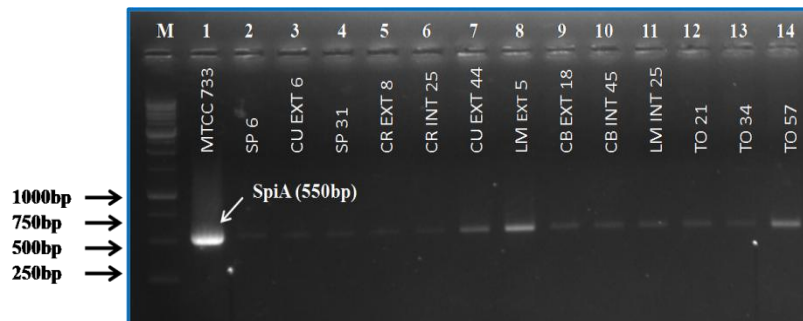 M 1 2 3 4 5 6 7 8 9 10 11 12 13 14
MTCC 733
SP 6
CU EXT 6
SP 31
CR EXT 8
CR INT 25
CU EXT 44
LM EXT 5
CB EXT 18
CB INT 45
LM INT 25
TO 21
TO 34
TO 57
SpiA (550bp)
1000bp
750bp
500bp
250bp